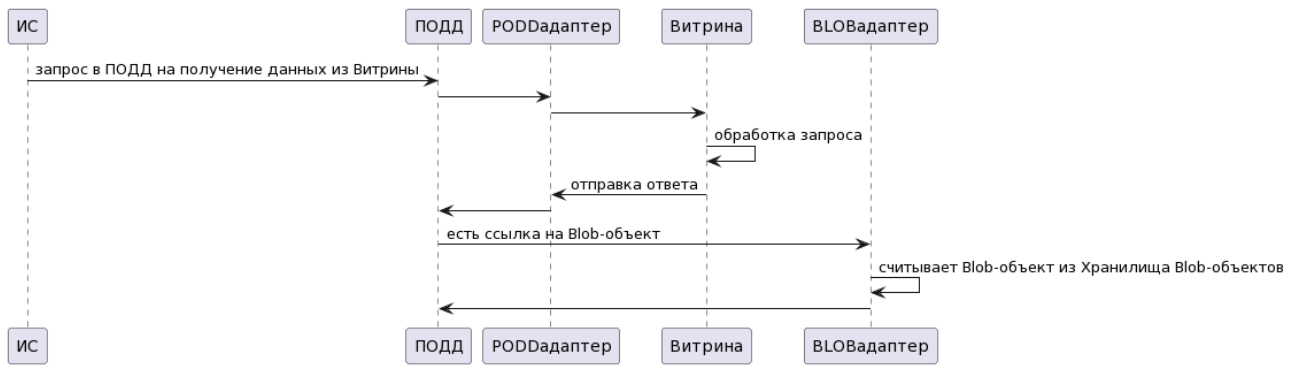 ИС
ПОДД
PODDадаптер
Витрина
BLOBадаптер
запрос в ПОДД на получение данных из Витрины
обработка запроса
отправка ответа
есть ссылка на Blob-объект
считывает Blob-объект из Хранилища Blob-объектов
ИС
ПОДД
PODDадаптер
Витрина
BLOBадаптер